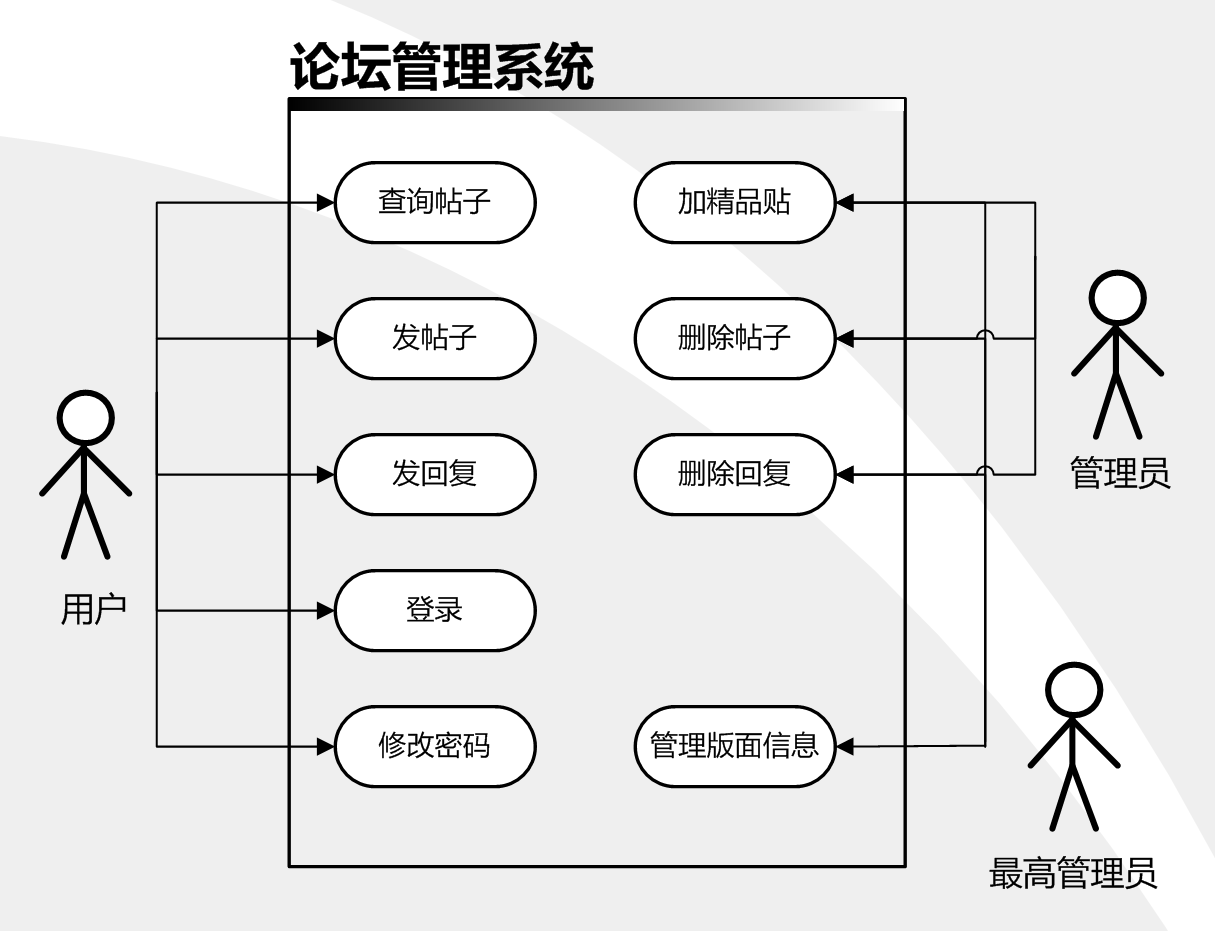 论坛管理系统
查询帖子
加精品贴
发帖子
删除帖子
发回复
删除回复
管理员
登录
用户
修改密码
管理版面信息
最高管理员